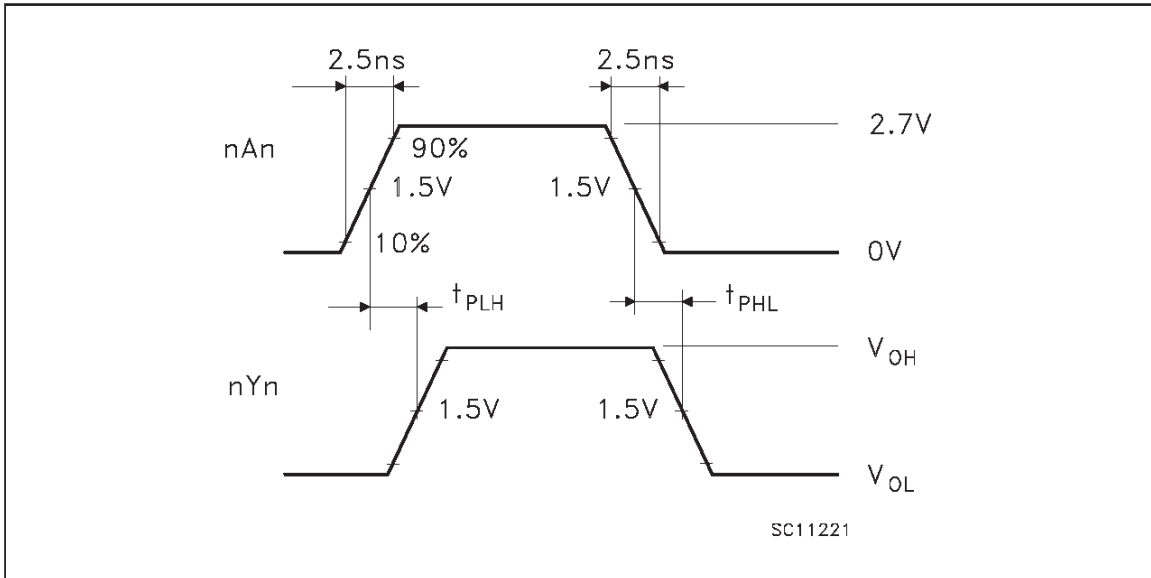 2.5ns 2.5ns
2.7V
nAn 90%
1.5V 1.5V
10%
0V
tPLH tPHL
VOH
nYn
1.5V 1.5V
VOL
SC11221